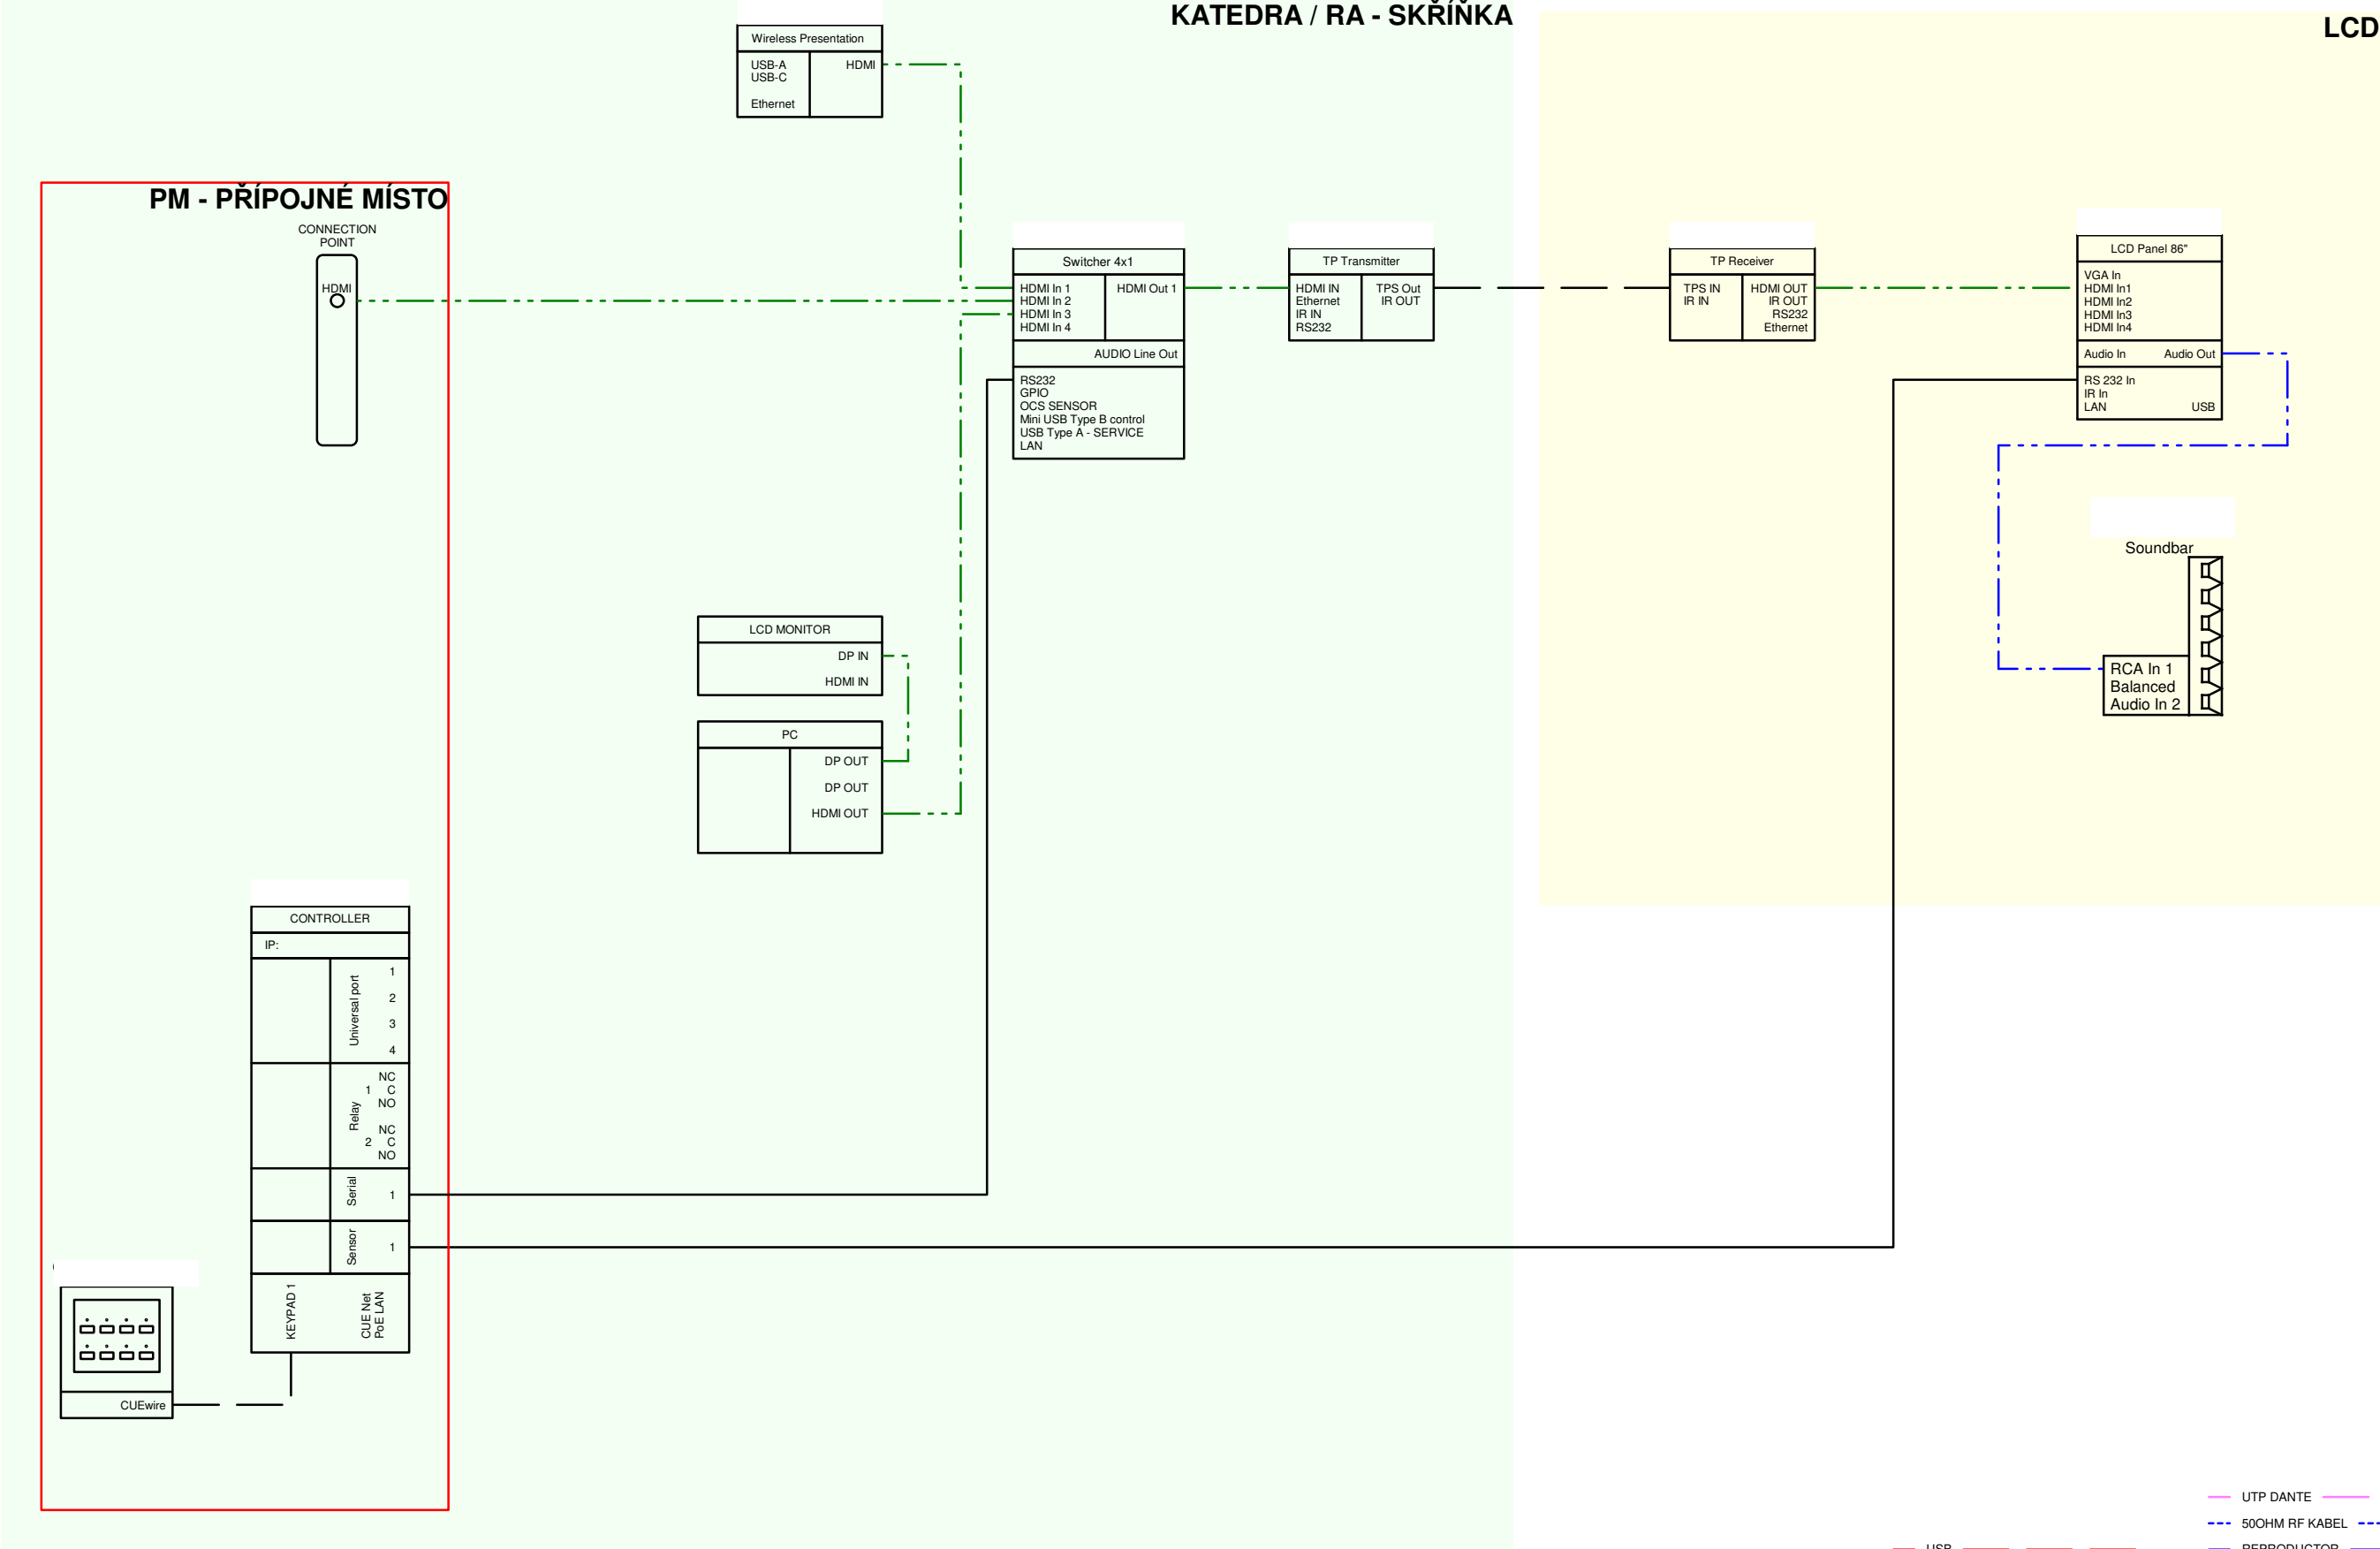 KATEDRA / RA - SKŘÍŇKA
LCD
Wireless Presentation
USB-A
USB-C
Ethernet
HDMI
PM - PŘÍPOJNÉ MÍSTO
CONNECTION
POINT
HDMI
Switcher 4x1
HDMI In 1
HDMI In 2
HDMI In 3
HDMI In 4
HDMI Out 1
AUDIO Line Out
RS232
GPIO
OCS SENSOR
Mini USB Type B control
USB Type A - SERVICE
LAN
TP Transmitter
HDMI IN
Ethernet
IR IN
RS232
TPS Out
IR OUT
TP Receiver
TPS IN
IR IN
HDMI OUT
IR OUT
RS232
Ethernet
LCD Panel 86"
VGA In
HDMI In1
HDMI In2
HDMI In3
HDMI In4
Audio In
Audio Out
RS 232 In
IR In
LAN
USB
Soundbar
RCA In 1
Balanced
Audio In 2
LCD MONITOR
DP IN
HDMI IN
PC
DP OUT
DP OUT
HDMI OUT
CONTROLLER
IP:
Universal port
1
2
3
4
Relay
NC
1 C
NO
NC
2 C
NO
Serial
1
Sensor
1
KEYPAD 1
CUE Net
PoE LAN
CUEwire
UTP DANTE
50OHM RF KABEL
USB
REPRODUCTOR